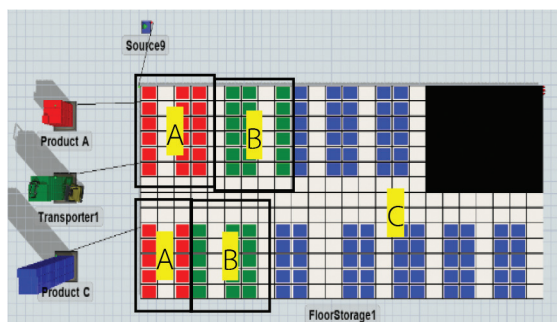 Source9
Product A
A
B
Transporter1
C
A
B
Product C
FloorStorage1